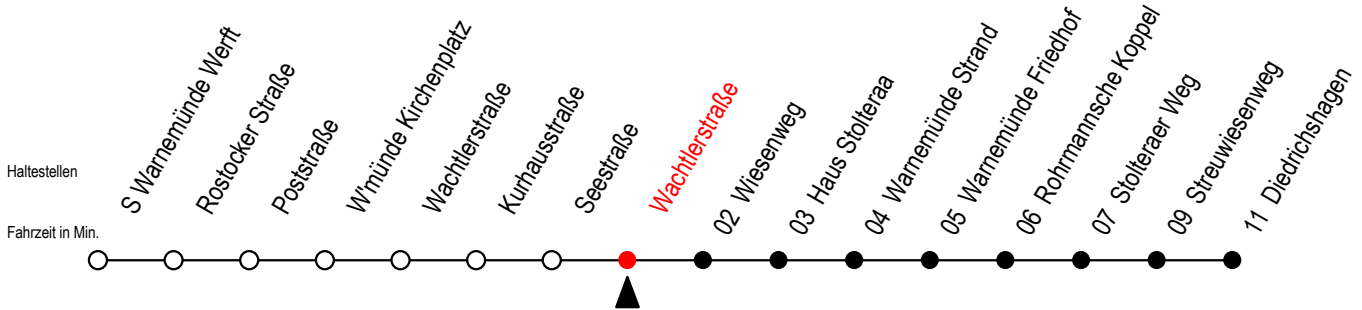 Haltestellen
Fahrzeit in Min.
S Warnemünde Werft
Rostocker Straße
Poststraße
W'münde Kirchenplatz
Wachtlerstraße
Kurhausstraße
Seestraße
Wachtlerstraße
02 Wiesenweg
03 Haus Stolteraa
04 Warnemünde Strand
05 Warnemünde Friedhof
06 Rohrmannsche Koppel
07 Stolteraer Weg
09 Streuwiesenweg
11 Diedrichshagen